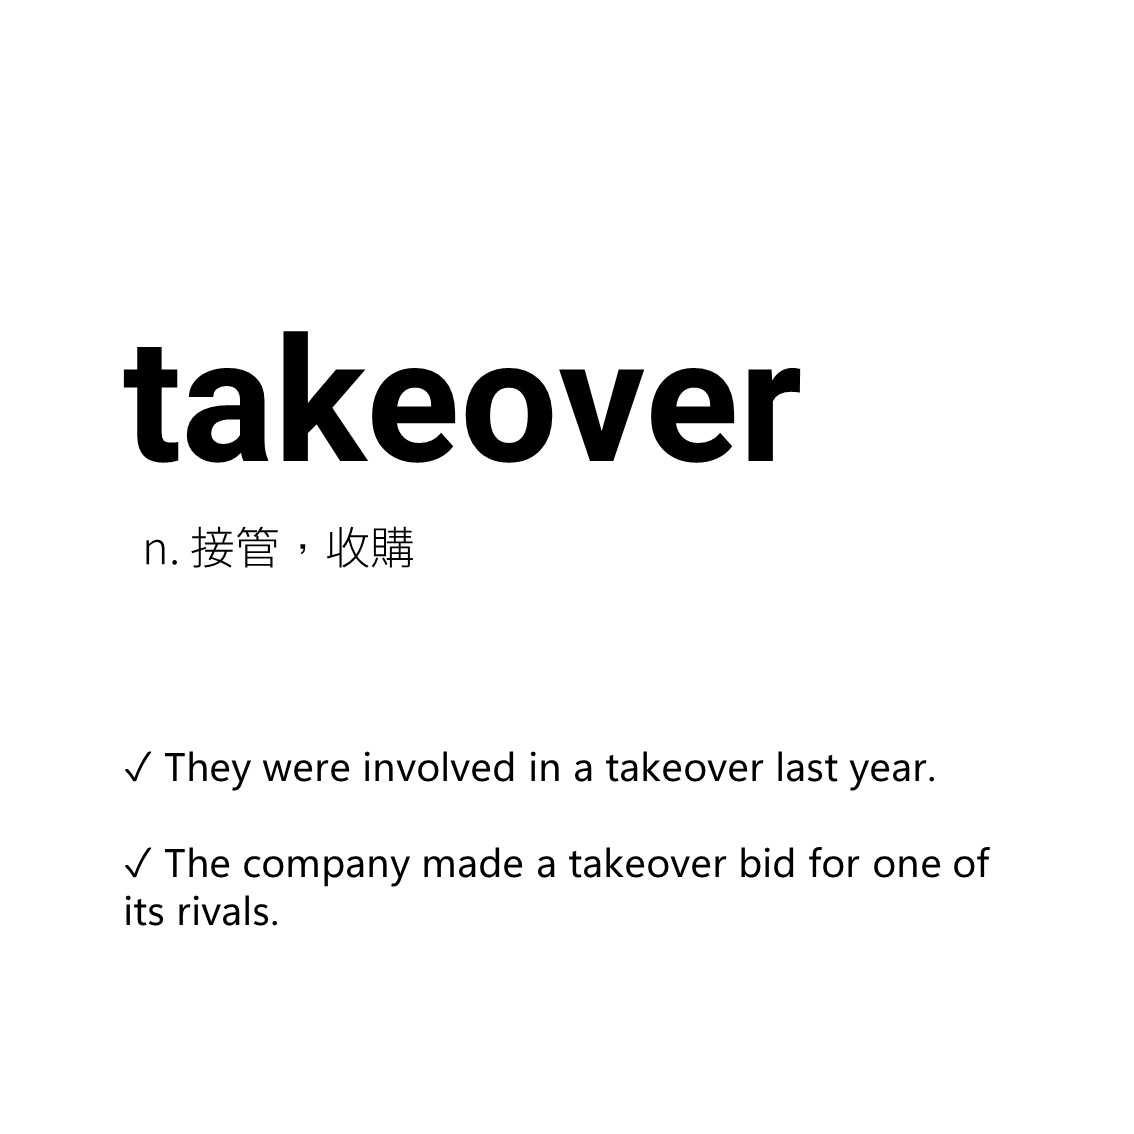 takeover
n. 接管，收購
✓ They were involved in a takeover last year.
✓ The company made a takeover bid for one of
its rivals.